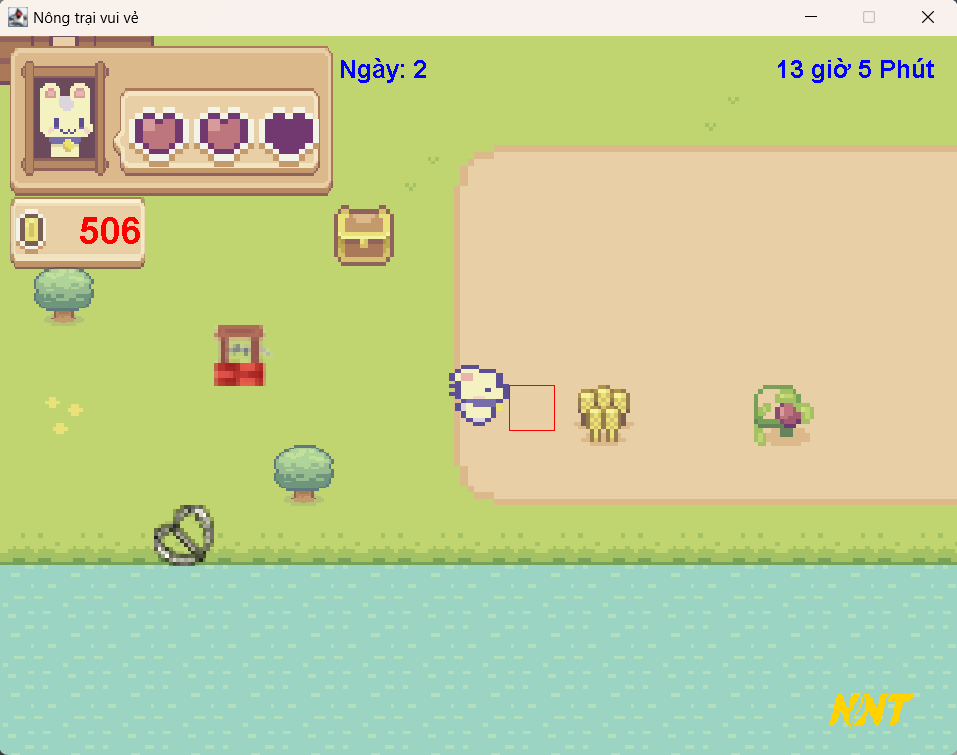 Nông trại vui vẻ
Ngày: 2
13 giờ 5 Phút
506
NNT